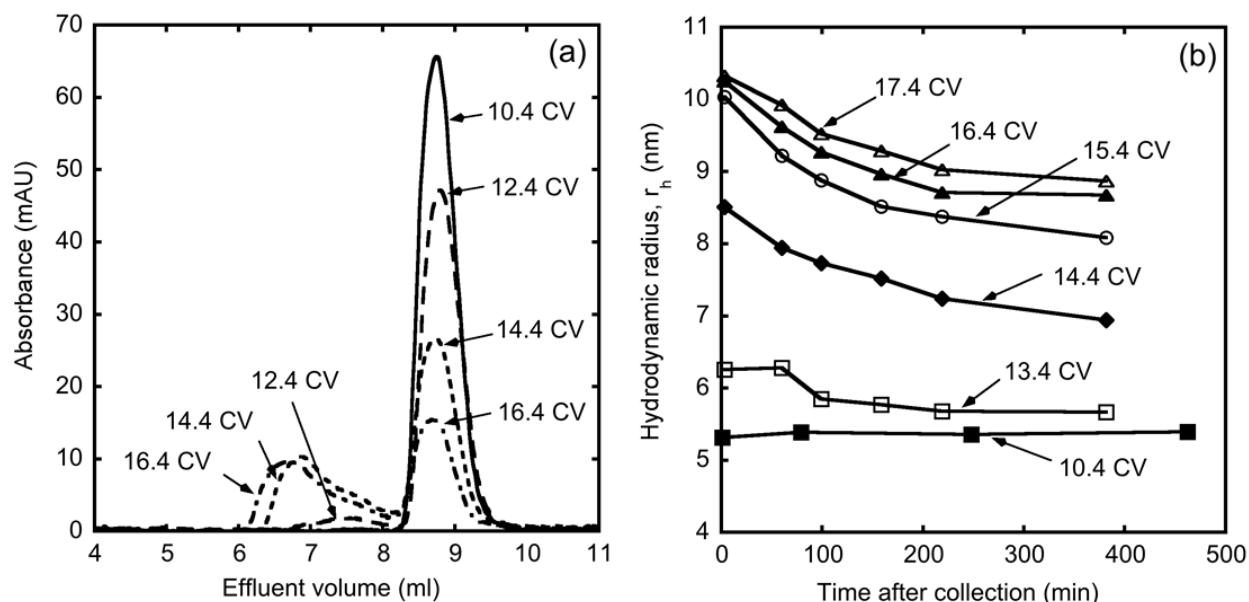 (a)
70
60
50
40
30
20
10
0
Absorbance (mAU)
10.4 CV
12.4 CV
14.4 CV
16.4 CV
12.4 CV
14.4 CV
16.4 CV
4 5 6 7 8 9 10 11
Effluent volume (ml)
(b)
11
10
9
8
7
6
5
4
Hydrodynamic radius, r_h (nm)
17.4 CV
16.4 CV
15.4 CV
14.4 CV
13.4 CV
10.4 CV
0 100 200 300 400 500
Time after collection (min)